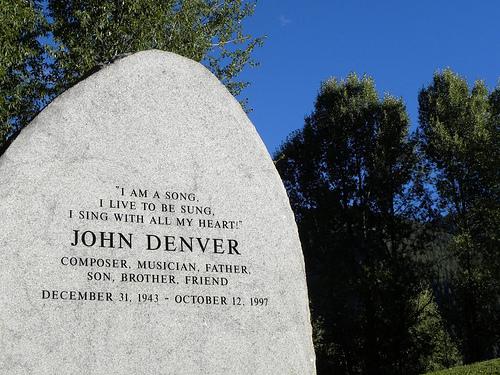 "I AM A SONG,
I LIVE TO BE SUNG,
I SING WITH ALL MY HEART!"
JOHN DENVER
COMPOSER, MUSICIAN, FATHER,
SON, BROTHER, FRIEND
DECEMBER 31, 1943 - OCTOBER 12, 1997